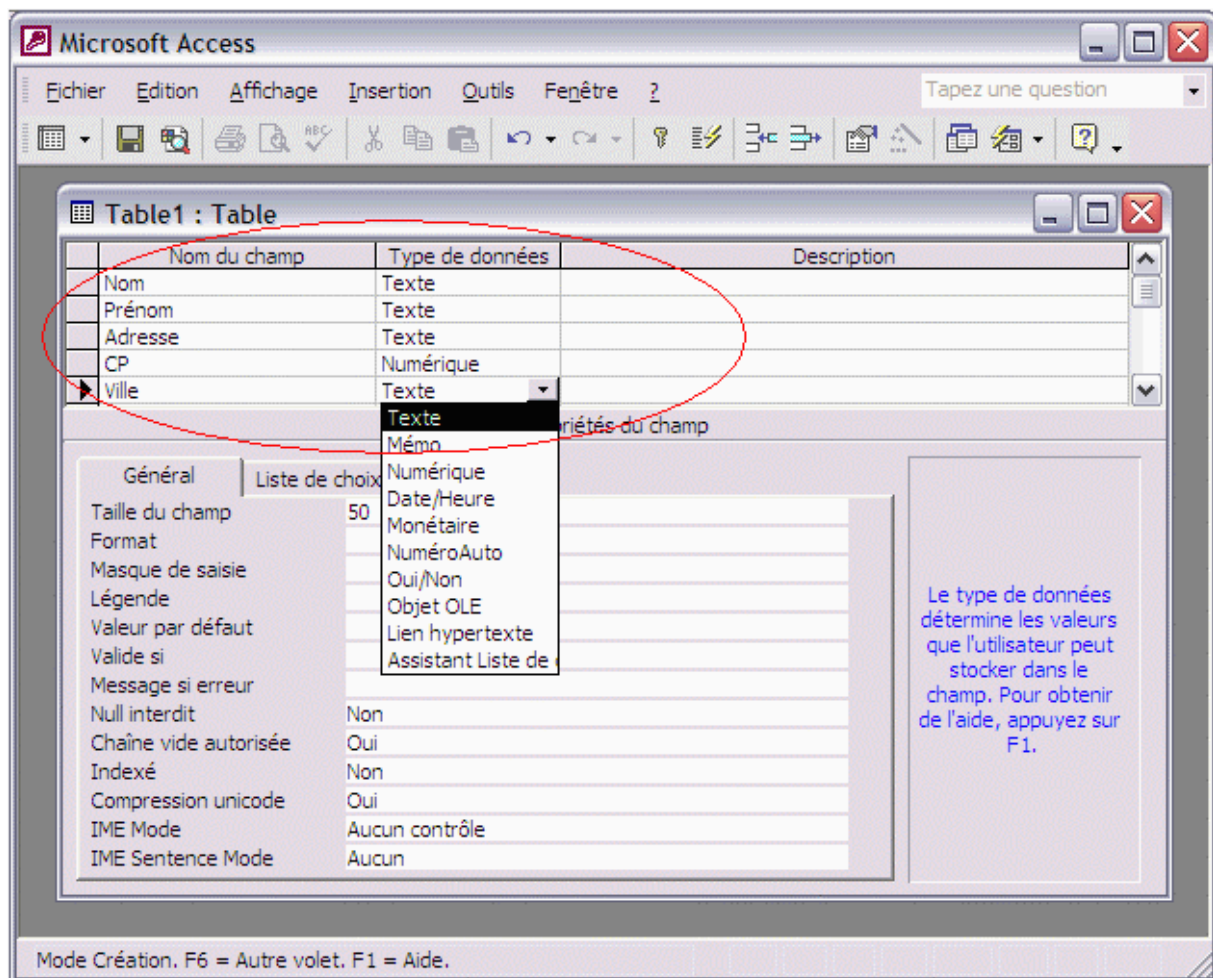 Microsoft Access
Fichier Edition Affichage Insertion Outils Fenêtre ? Tapez une question
Table1 : Table
Nom du champ Type de données Description
Nom Texte
Prénom Texte
Adresse Texte
CP Numérique
Ville Texte
Texte
riétés du champ
Mémo
Numérique
Date/Heure
Monétaire
NuméroAuto
Oui/Non
Objet OLE
Lien hypertexte
Assistant Liste de
Général Liste de choix
Taille du champ 50
Format
Masque de saisie
Légende
Valeur par défaut
Valide si
Message si erreur
Null interdit Non
Chaîne vide autorisée Oui
Indexé Non
Compression unicode Oui
IME Mode Aucun contrôle
IME Sentence Mode Aucun
Le type de données
détermine les valeurs
que l'utilisateur peut
stocker dans le
champ. Pour obtenir
de l'aide, appuyez sur
F1.
Mode Création. F6 = Autre volet. F1 = Aide.